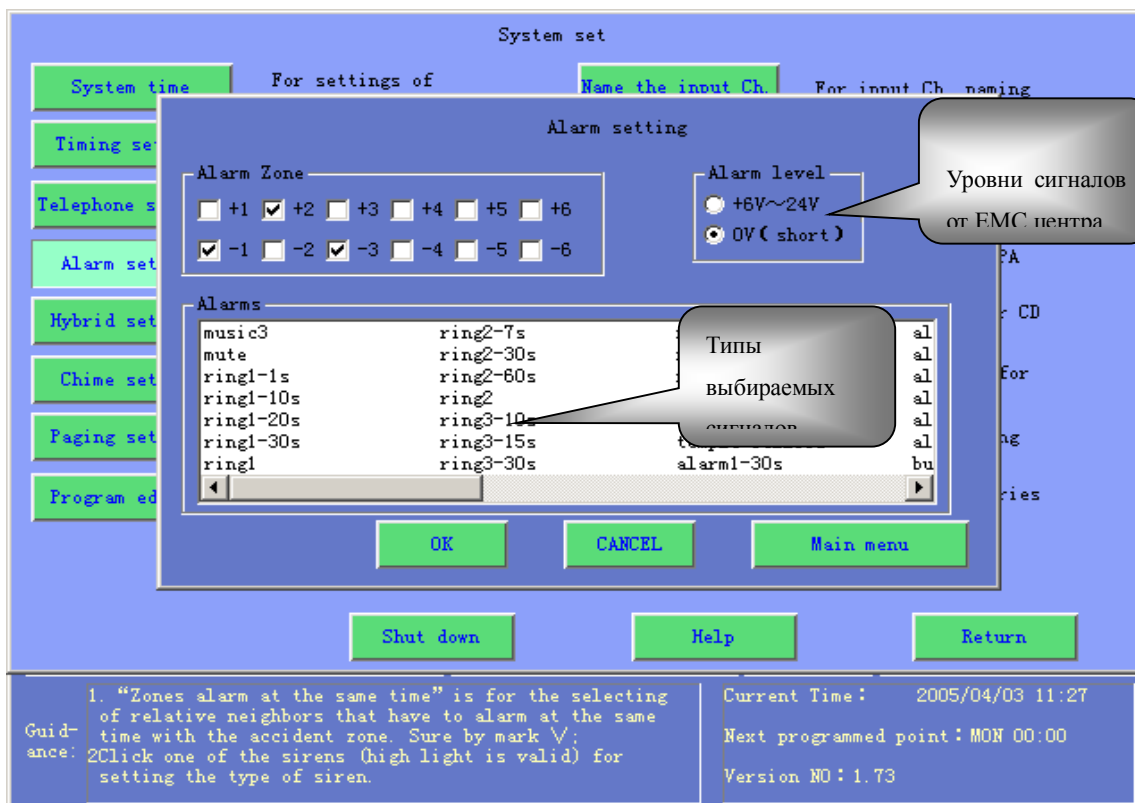 System set
System time
For settings of
Name the input Ch.
For input Ch. naming
Timing se
Telephone s
Alarm set
Hybrid set
Chime set
Paging set
Program ed
PA
CD
for
ng
ries
Alarm setting
Alarm Zone
+1 +2 +3 +4 +5 +6
-1 -2 -3 -4 -5 -6
Alarm level
+6V～24V
0V( short)
Уровни сигналов
от EMC центра
Alarms
music3 ring2-7s al
mute ring2-30s al
ring1-1s ring2-60s al
ring1-10s ring2 al
ring1-20s ring3-10s al
ring1-30s ring3-15s al
ring1 ring3-30s alarm1-30s bu
Типы
выбираемых
сигналов
OK CANCEL Main menu
Shut down Help Return
Guid-
ance:
1. “Zones alarm at the same time” is for the selecting
of relative neighbors that have to alarm at the same
time with the accident zone. Sure by mark V;
2Click one of the sirens (high light is valid) for
setting the type of siren.
Current Time： 2005/04/03 11:27
Next programmed point：MON 00:00
Version NO：1.73